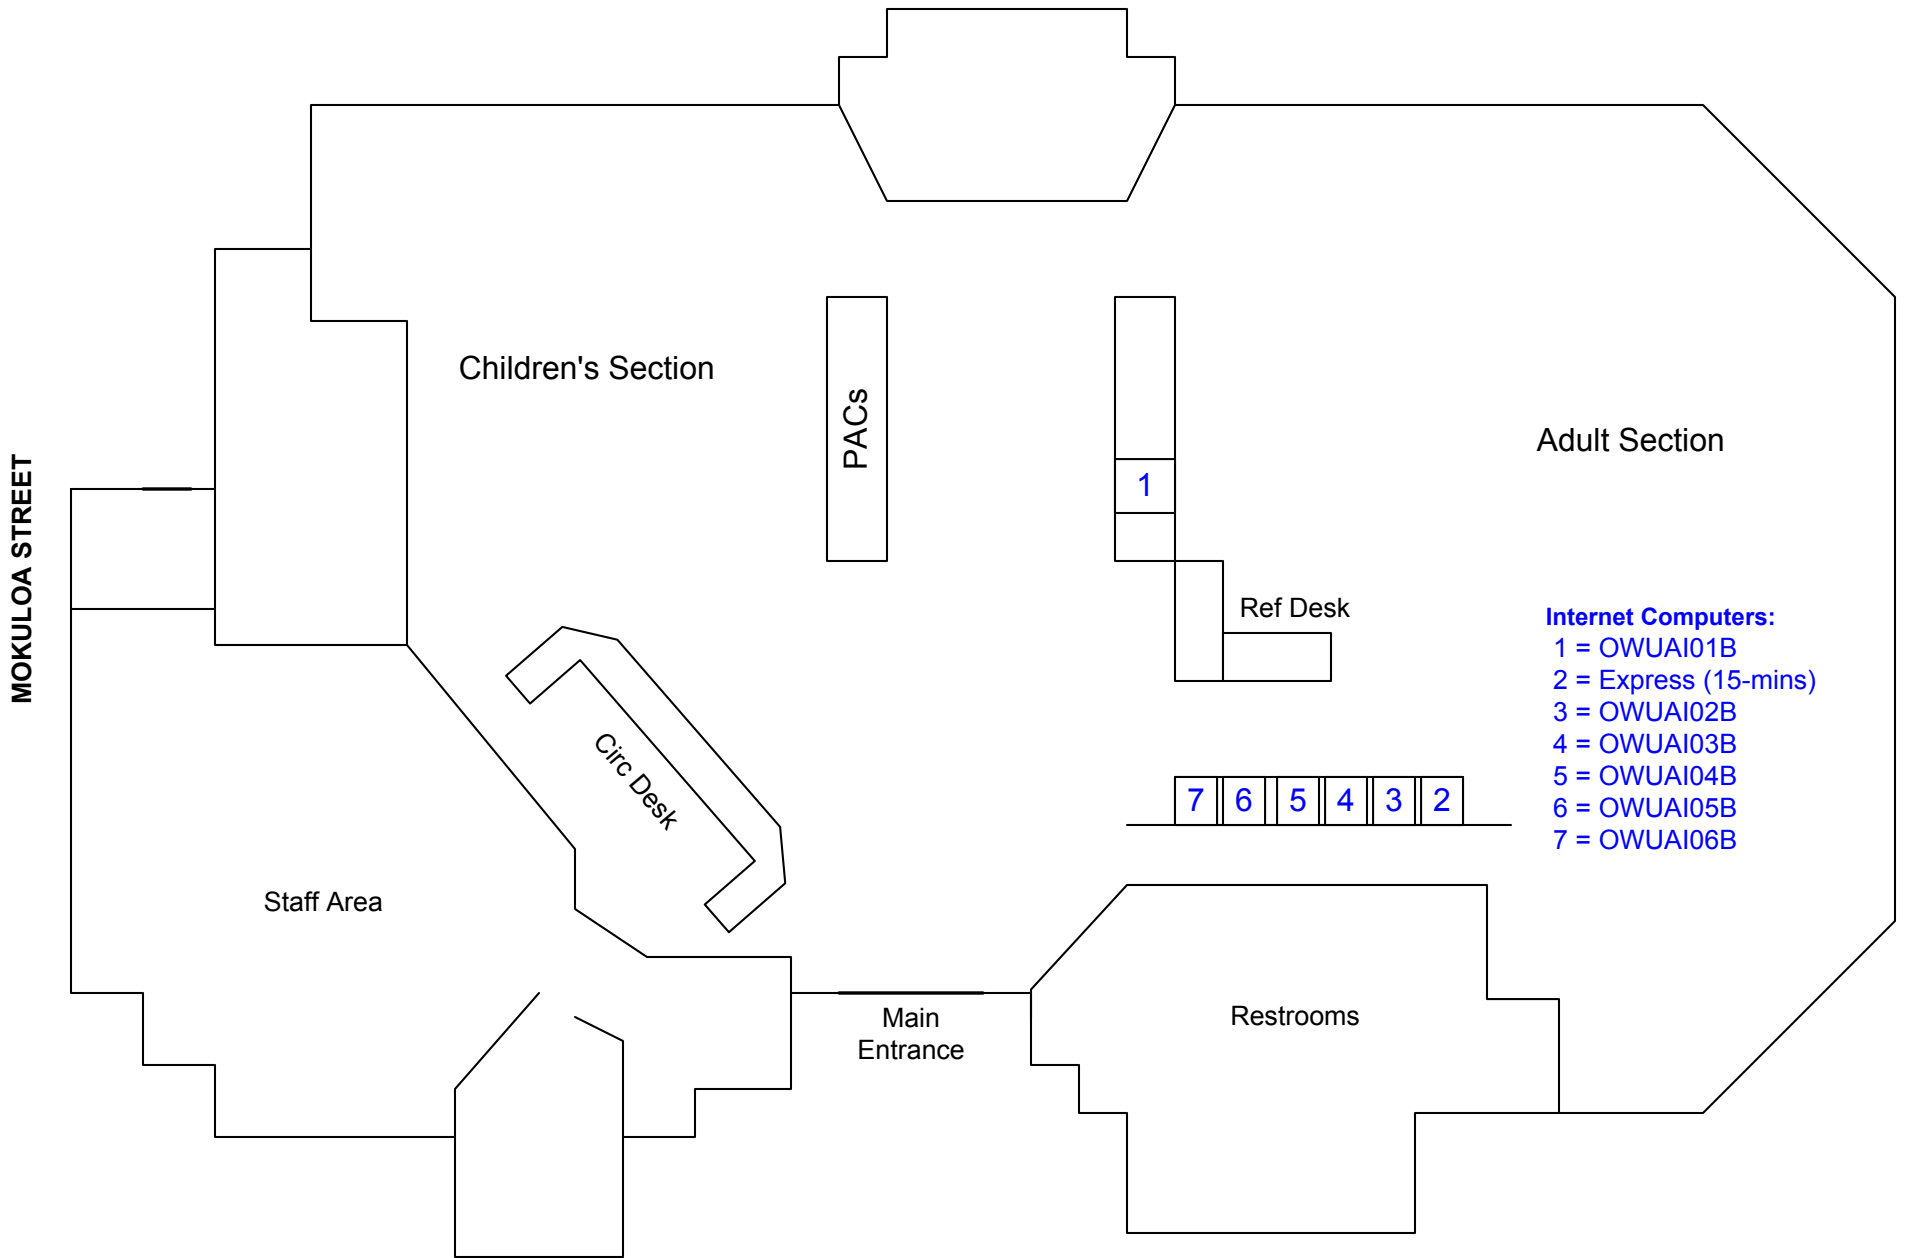 Children's Section
PACs
Adult Section
1
MOKULOA STREET
Ref Desk
Internet Computers:
1 = OWUAI01B
2 = Express (15-mins)
3 = OWUAI02B
4 = OWUAI03B
5 = OWUAI04B
6 = OWUAI05B
7 = OWUAI06B
Circ Desk
7 6 5 4 3 2
Staff Area
Main
Entrance
Restrooms